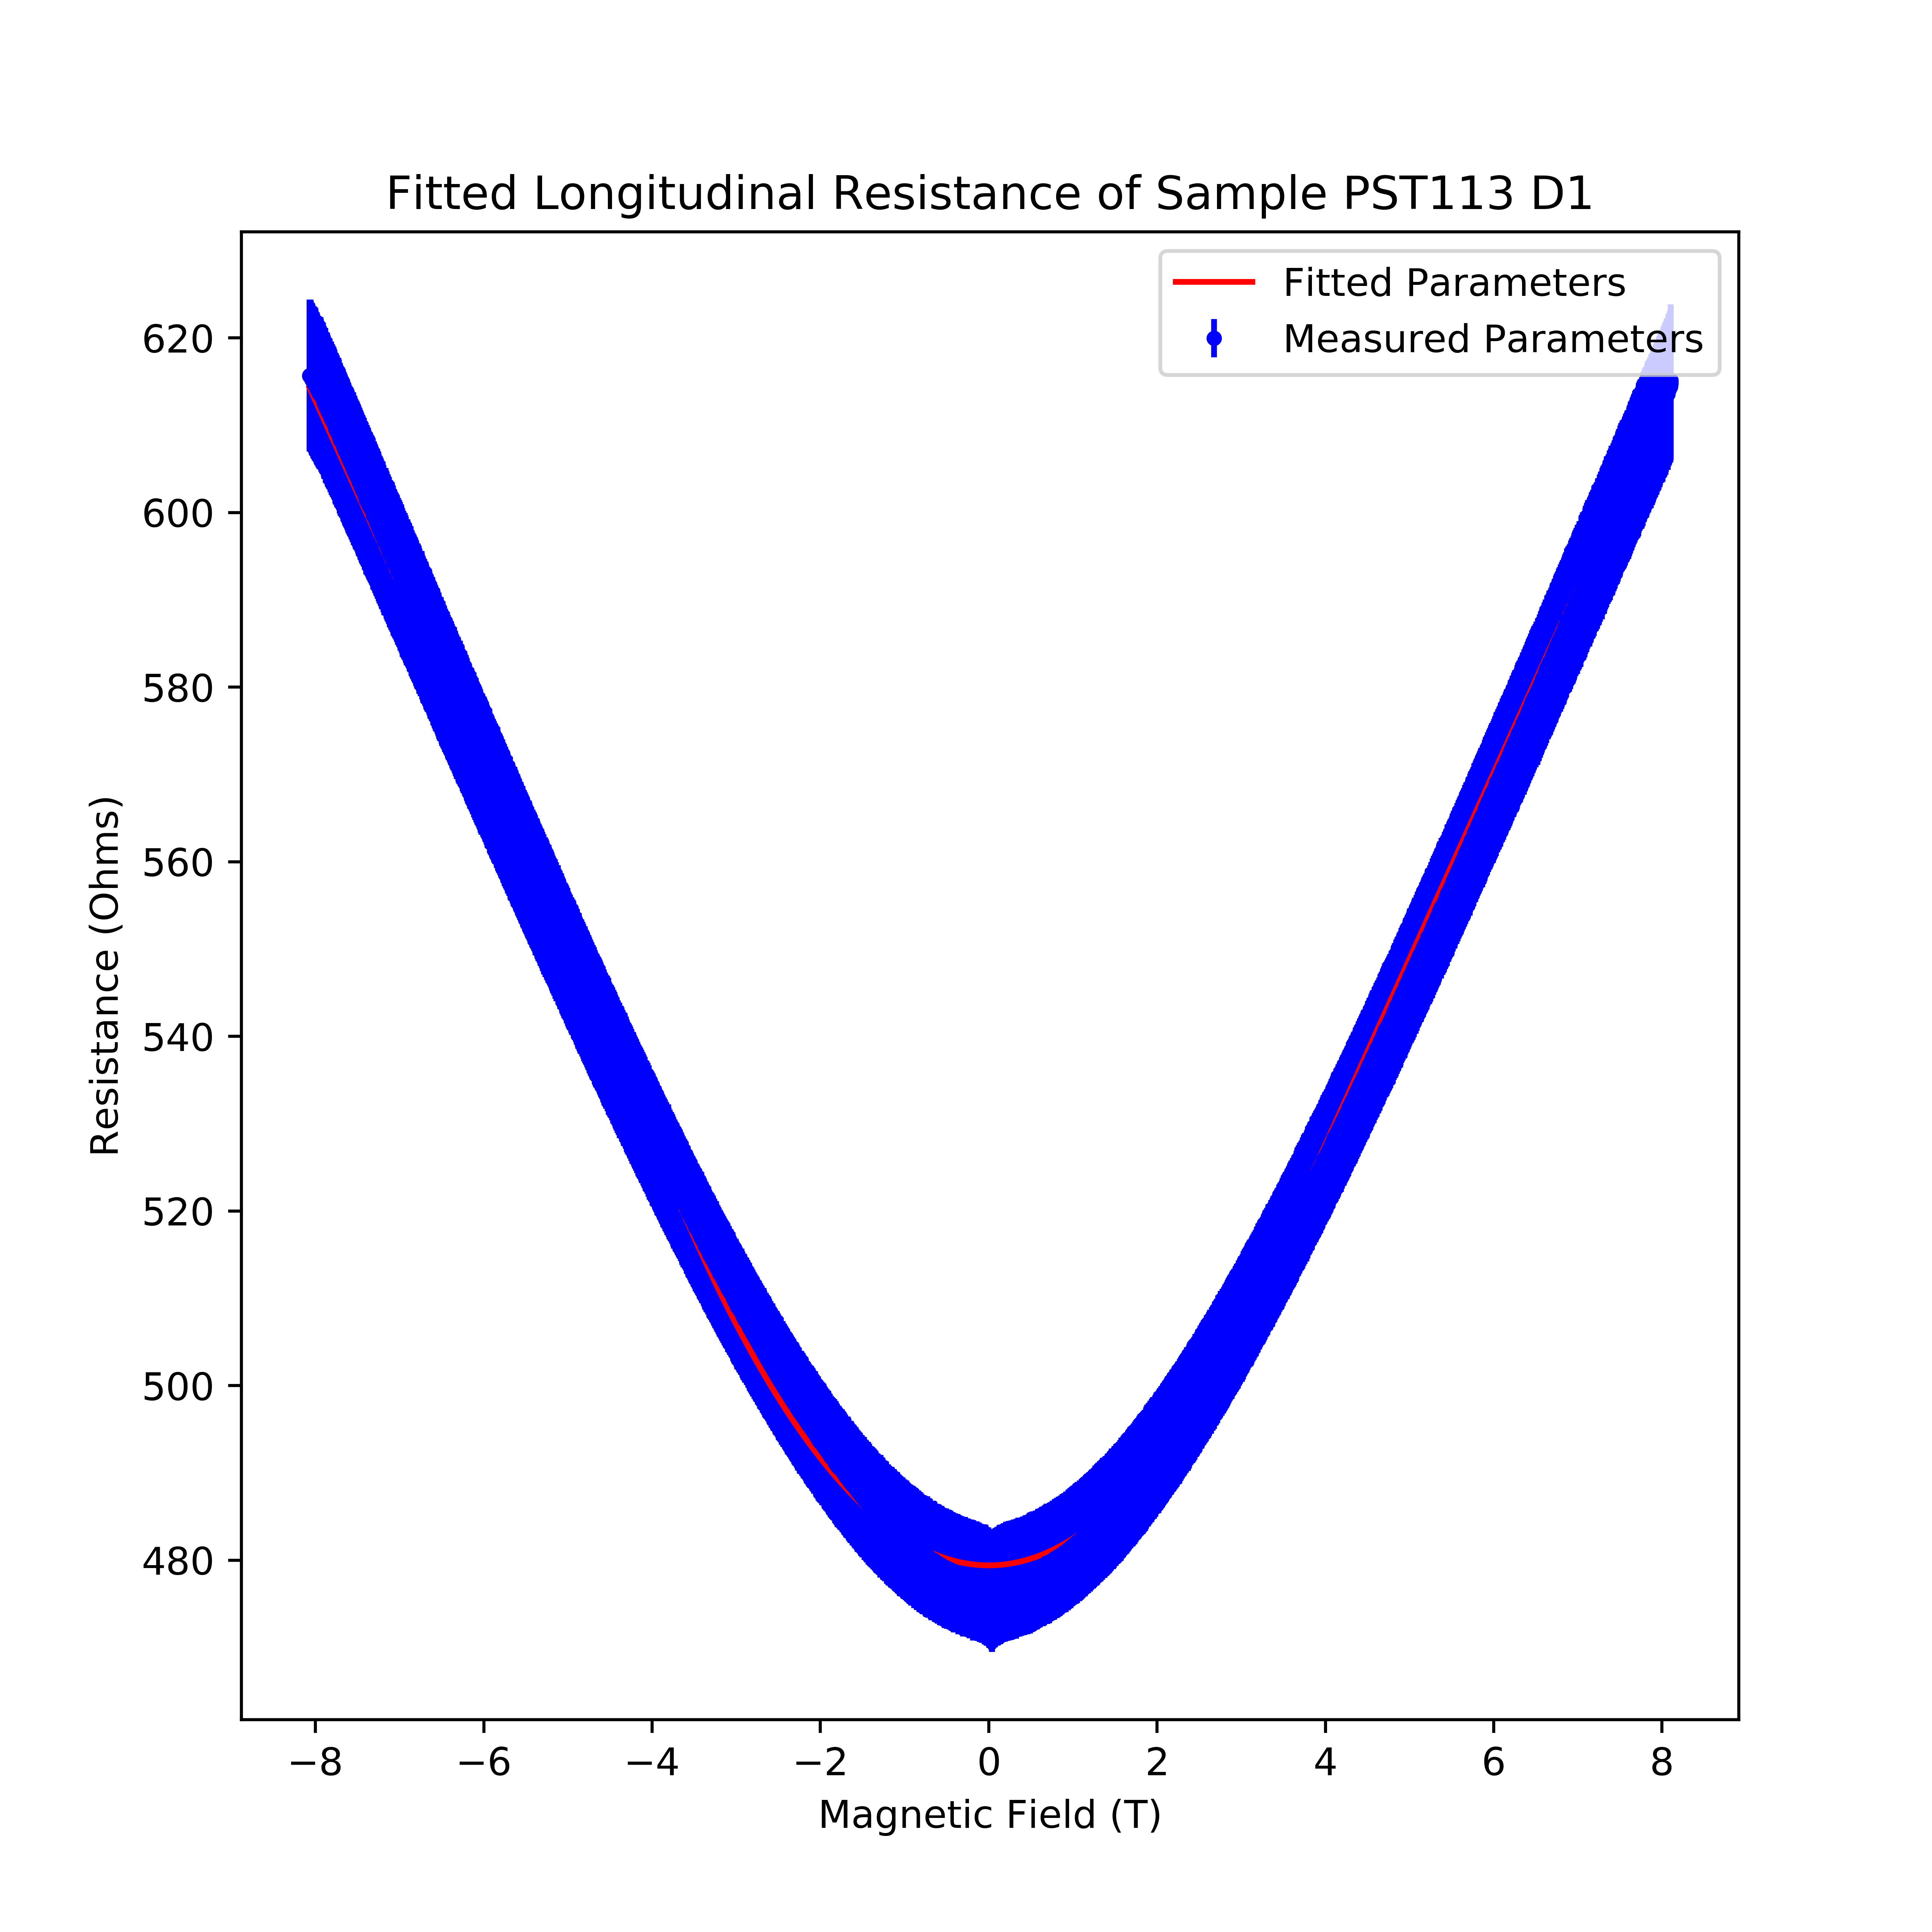 Fitted Longitudinal Resistance of Sample PST113 D1
Fitted Parameters
Measured Parameters
620
600
580
560
540
520
500
480
Resistance (Ohms)
−8 −6 −4 −2 0 2 4 6 8
Magnetic Field (T)